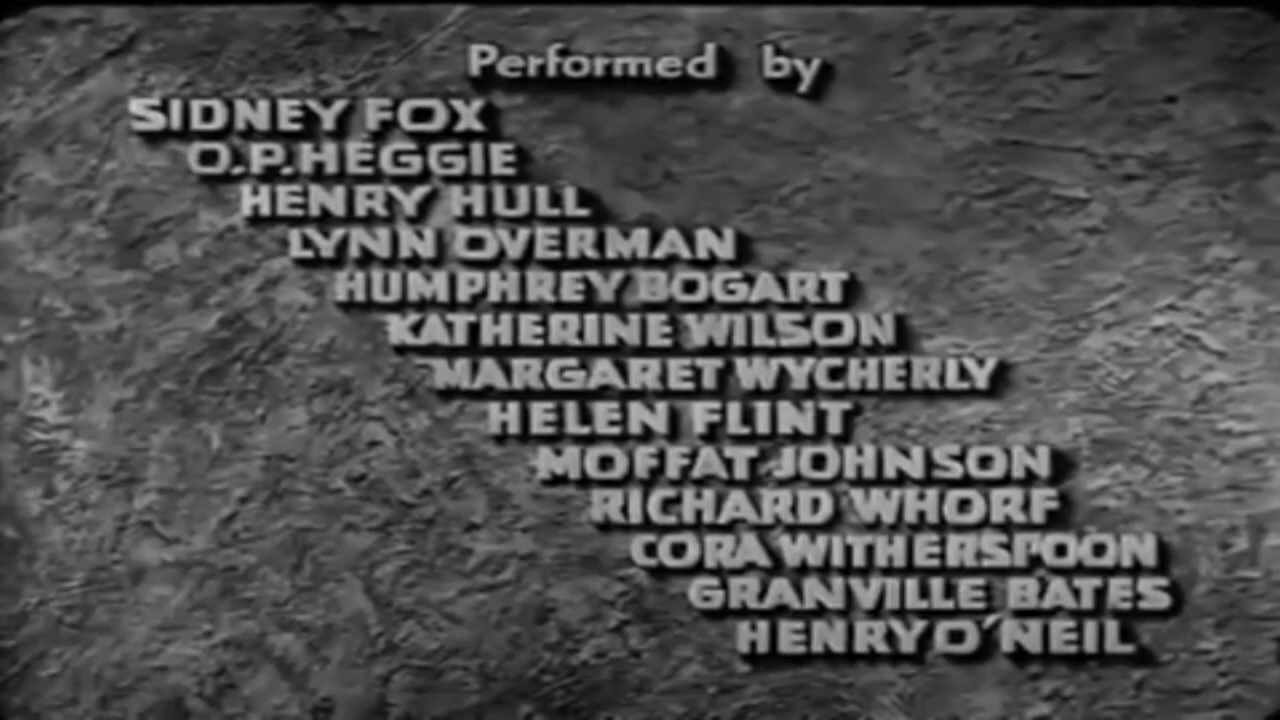 Performed by
SIDNEY FOX
O.P. HEGGIE
HENRY HULL
LYNN OVERMAN
HUMPHREY BOGART
KATHERINE WILSON
MARGARET WYCHERLY
HELEN FLINT
MOFFAT JOHNSON
RICHARD WHORF
CORA WITHERSPOON
GRANVILLE BATES
HENRY O'NEIL